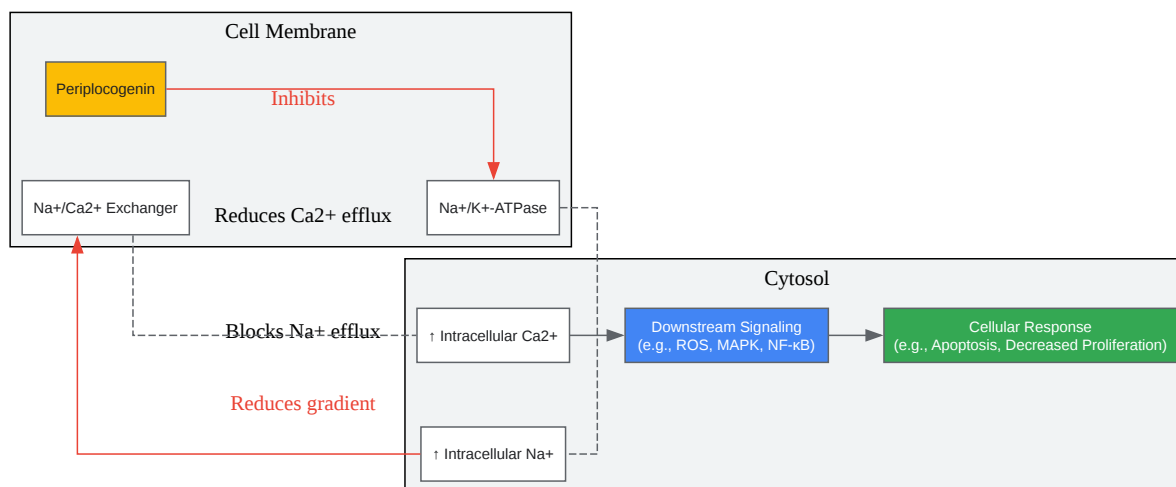 Cell Membrane
Periplocogenin
Inhibits
Na+/Ca2+ Exchanger
Reduces Ca2+ efflux
Na+/K+-ATPase
Cytosol
Blocks Na+ efflux
↑ Intracellular Ca2+
Downstream Signaling
(e.g., ROS, MAPK, NF-κB)
Cellular Response
(e.g., Apoptosis, Decreased Proliferation)
Reduces gradient
↑ Intracellular Na+